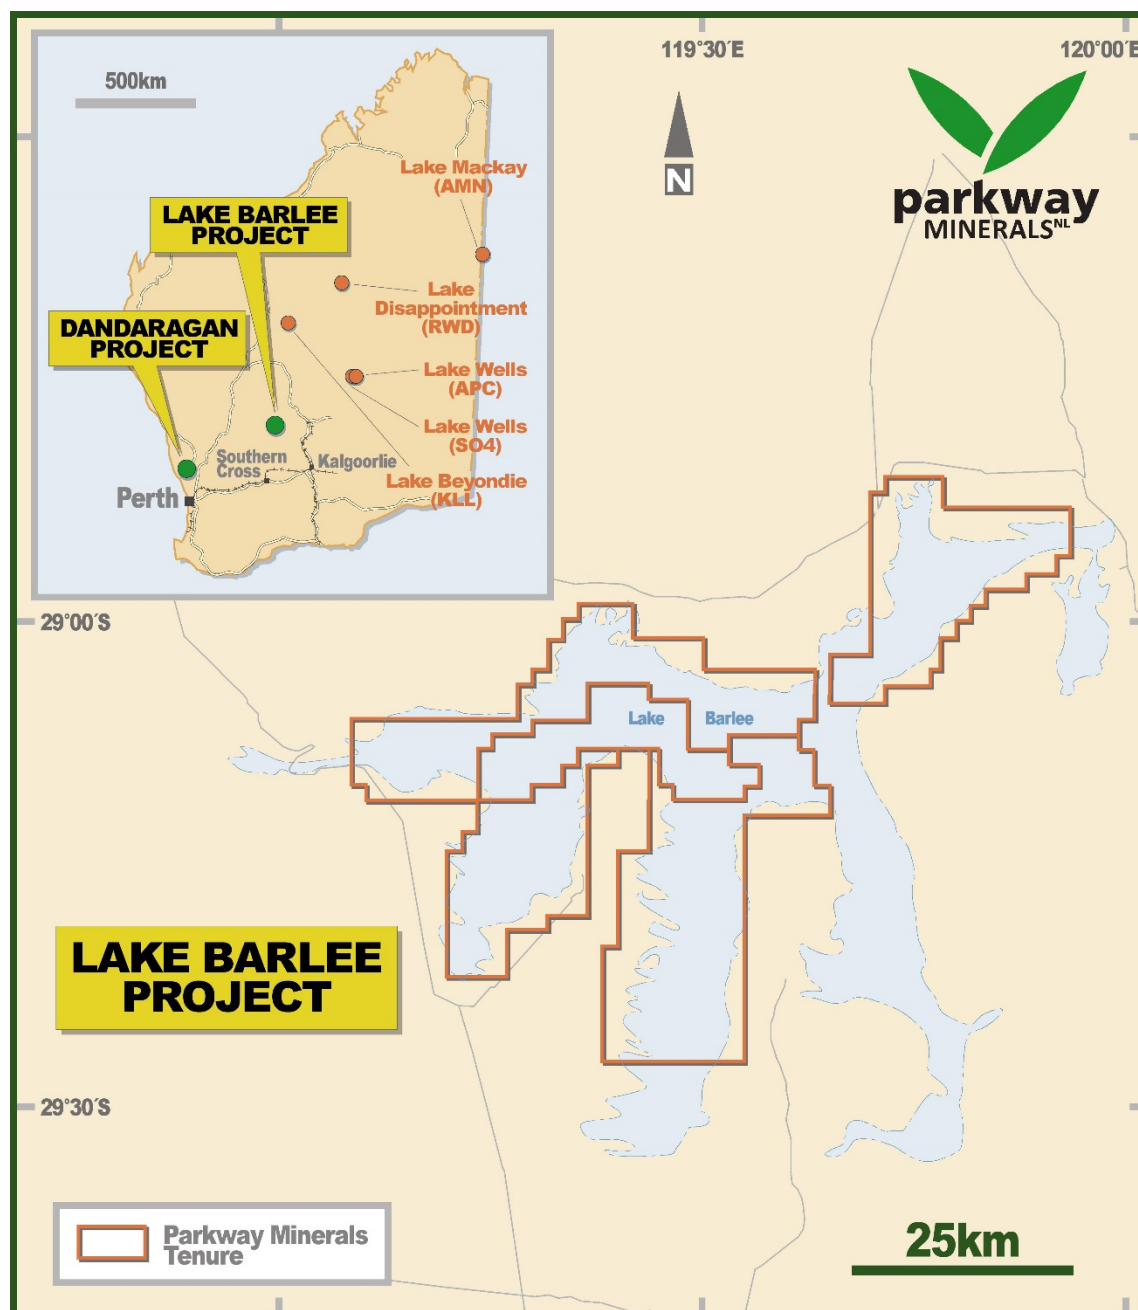 119°30´E
120°00´E
500km
Lake Mackay
(AMN)
LAKE BARLEE
PROJECT
Lake
Disappointment
(RWD)
DANDARAGAN
PROJECT
Lake Wells
(APC)
Lake Wells
(SO4)
Southern
Cross
Kalgoorlie
Lake Beyondie
(KLL)
Perth
N
parkway
MINERALS NL
29°00´S
Lake Barlee
LAKE BARLEE
PROJECT
29°30´S
Parkway Minerals
Tenure
25km